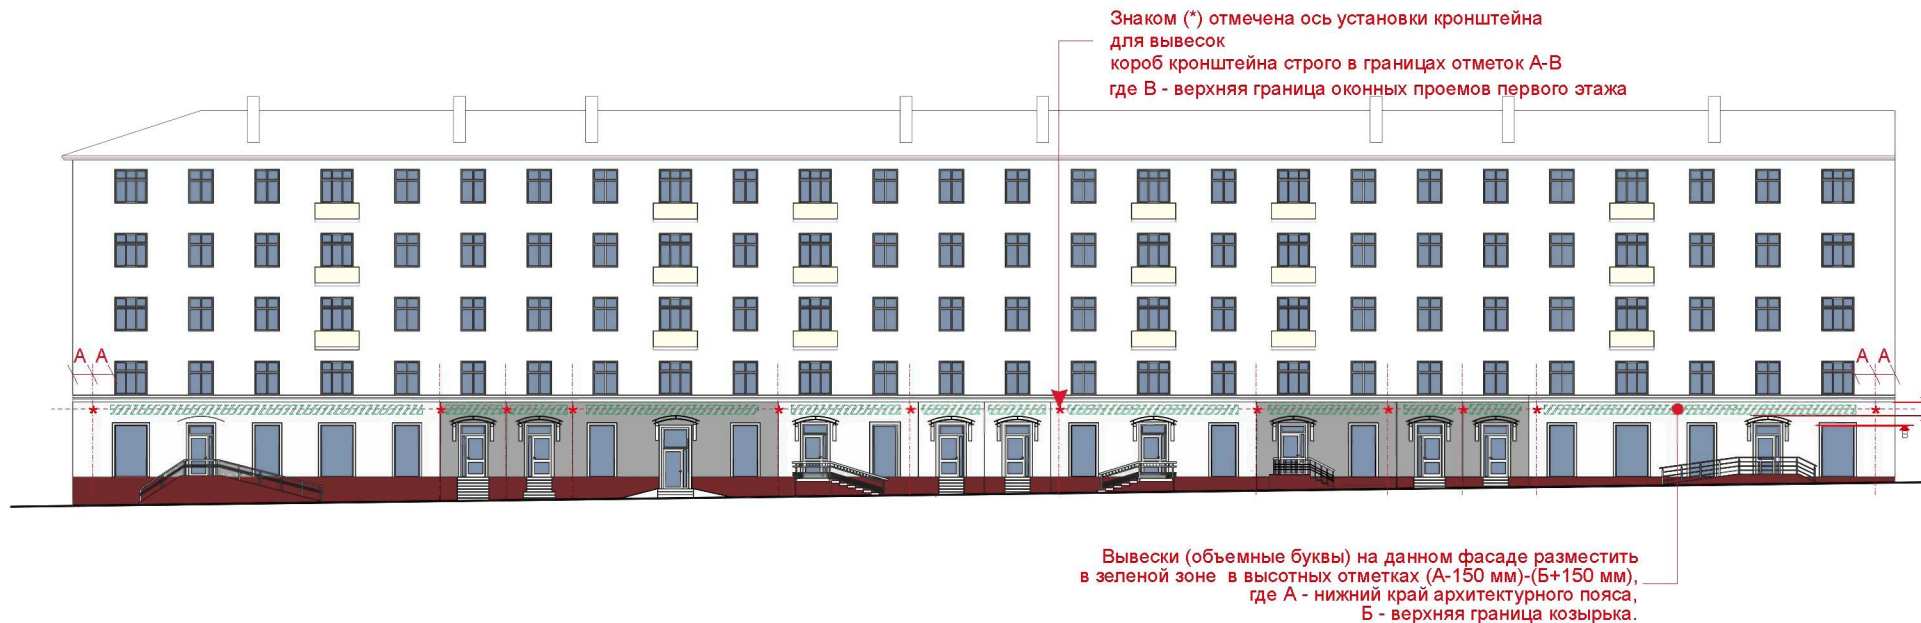 Знаком (*) отмечена ось установки кронштейна
для вывесок
короб кронштейна строго в границах отметок А-В
где В - верхняя граница оконных проемов первого этажа
А А
А А
* * * * * * * * * * * * *
В
Вывески (объемные буквы) на данном фасаде разместить
в зеленой зоне в высотных отметках (А-150 мм)-(Б+150 мм),
где А - нижний край архитектурного пояса,
Б - верхняя граница козырька.